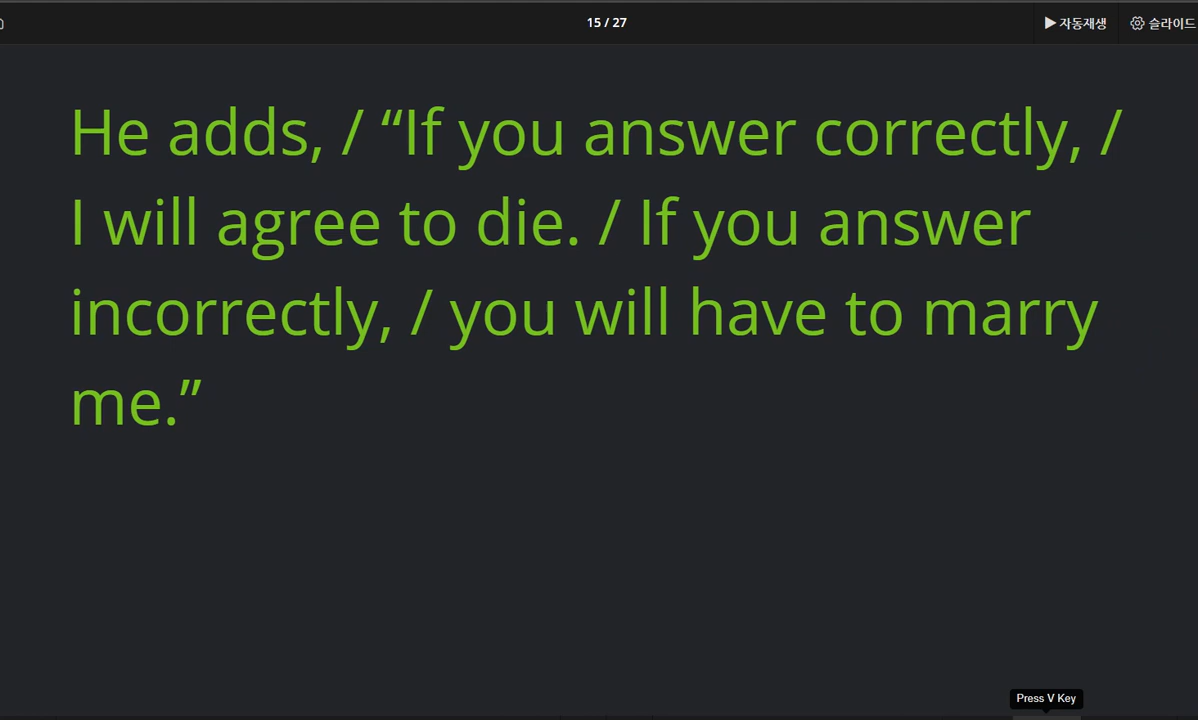 15 / 27
▶ 자동재생
슬라이드
He adds, / “If you answer correctly, /
I will agree to die. / If you answer
incorrectly, / you will have to marry
me.”
Press V Key